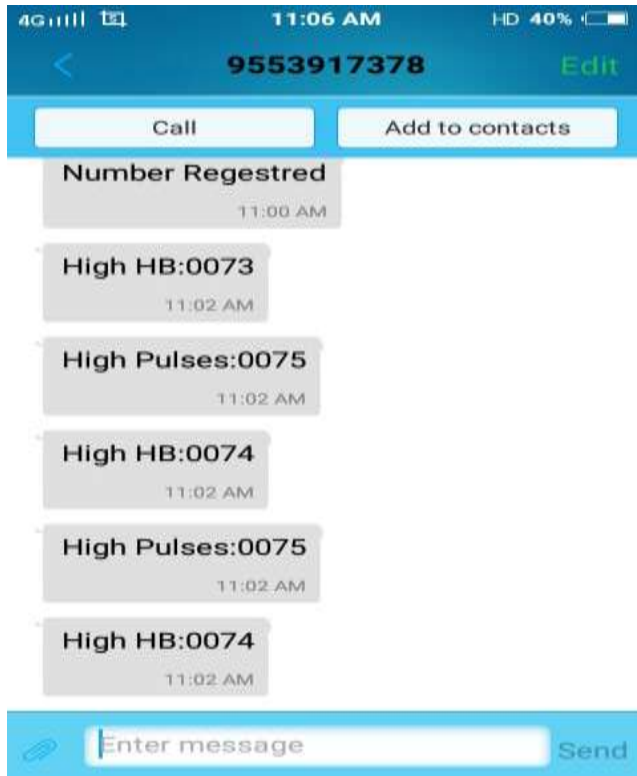 4G 11:06 AM HD 40%
9553917378 Edit
Call Add to contacts
Number Regestred
11:00 AM
High HB:0073
11:02 AM
High Pulses:0075
11:02 AM
High HB:0074
11:02 AM
High Pulses:0075
11:02 AM
High HB:0074
11:02 AM
Enter message Send